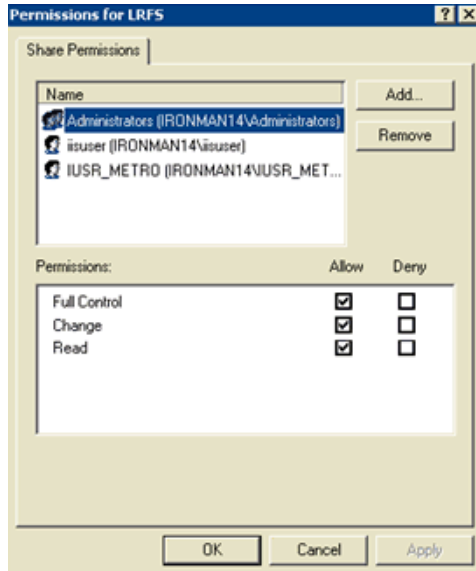 Permissions for LRFS
Share Permissions
Name
Administrators (IRONMAN14\Administrators)
iisuser (IRONMAN14\iisuser)
IUSR_METRO (IRONMAN14\IUSR_MET...
Add...
Remove
Permissions: Allow Deny
Full Control
Change
Read
OK Cancel Apply